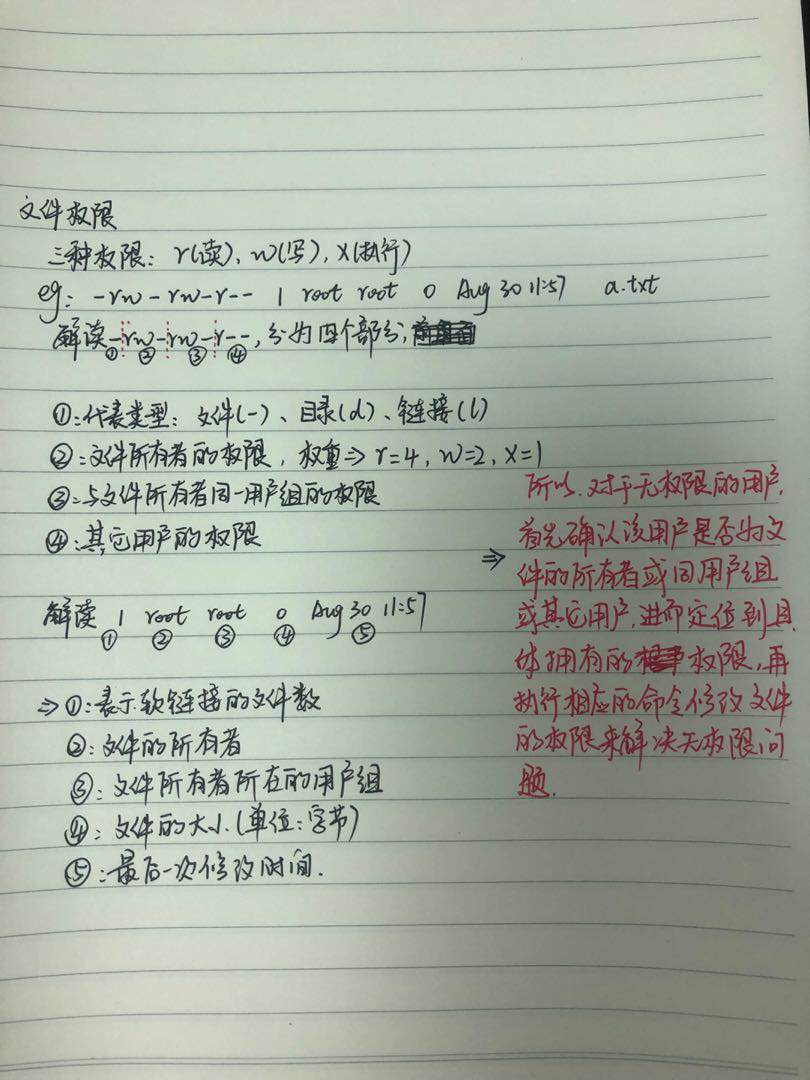 文件权限
三种权限: r(读), w(写), x(执行)
eg: -rw-rw-r-- 1 root root 0 Aug 30 11:57 a.txt
解读-rw-rw-r--, 分为四个部分,
① ② ③ ④
①:代表类型: 文件(-)、目录(d)、链接(l)
②:文件所有者的权限, 权重⇒ r=4, w=2, x=1
③:与文件所有者同一用户组的权限
④:其它用户的权限
解读 1 root root 0 Aug 30 11:57
① ② ③ ④ ⑤
⇒①:表示软链接的文件数
②:文件的所有者
③:文件所有者所在的用户组
④:文件的大小(单位:字节)
⑤:最后一次修改时间.
所以,对于无权限的用户,
⇒ 首先确认该用户是否为文
件的所有者或同用户组
或其它用户,进而定位到具
体拥有的权限,再
执行相应的命令修改文件
的权限来解决无权限问
题.